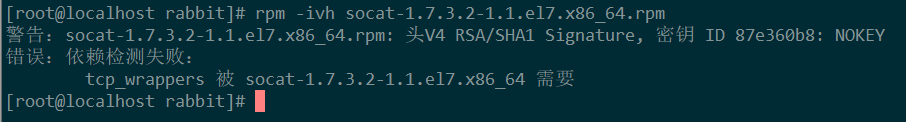 [root@localhost rabbit]# rpm -ivh socat-1.7.3.2-1.1.el7.x86_64.rpm
警告：socat-1.7.3.2-1.1.el7.x86_64.rpm: 头V4 RSA/SHA1 Signature, 密钥 ID 87e360b8: NOKEY
错误：依赖检测失败：
tcp_wrappers 被 socat-1.7.3.2-1.1.el7.x86_64 需要
[root@localhost rabbit]#